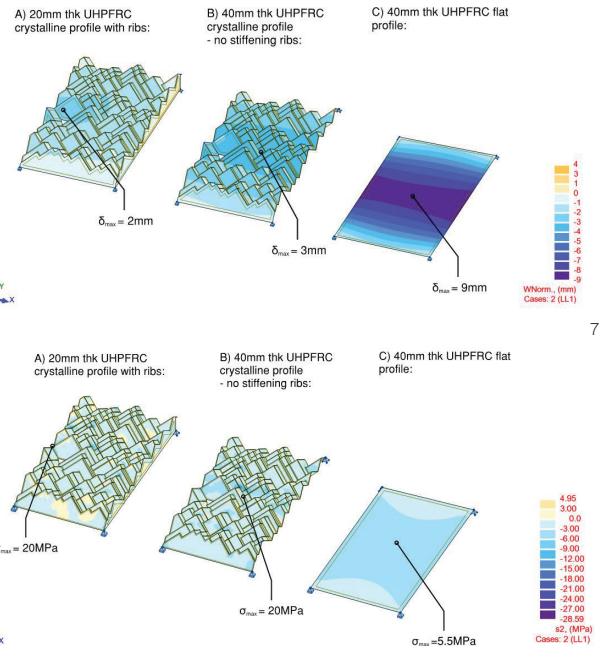 A) 20mm thk UHPFRC
crystalline profile with ribs:
B) 40mm thk UHPFRC
crystalline profile
- no stiffening ribs:
C) 40mm thk UHPFRC flat
profile:
δmax = 2mm
δmax = 3mm
δmax = 9mm
4
3
1
0
-1
-2
-3
-4
-5
-6
-7
-8
-9
WNorm., (mm)
Cases: 2 (LL1)
Y
X
7
A) 20mm thk UHPFRC
crystalline profile with ribs:
B) 40mm thk UHPFRC
crystalline profile
- no stiffening ribs:
C) 40mm thk UHPFRC flat
profile:
max = 20MPa
σmax = 20MPa
σmax =5.5MPa
4.95
3.00
0.0
-3.00
-6.00
-9.00
-12.00
-15.00
-18.00
-21.00
-24.00
-27.00
-28.59
s2, (MPa)
Cases: 2 (LL1)
X